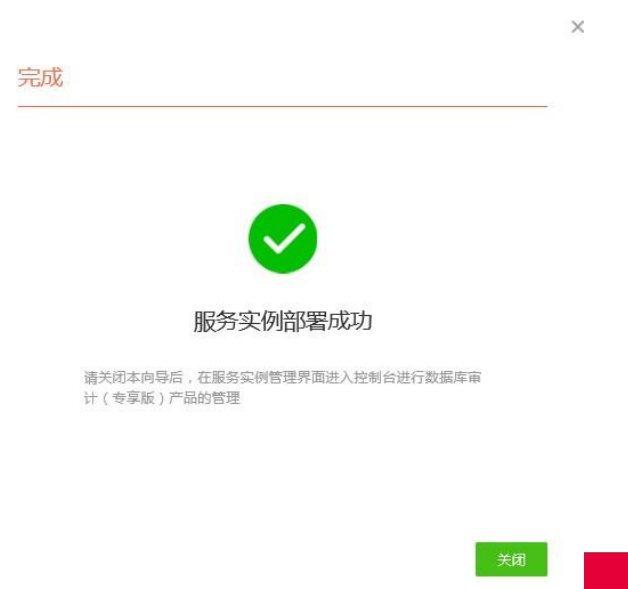 完成
服务实例部署成功
请关闭本向导后，在服务实例管理界面进入控制台进行数据库审
计（专享版）产品的管理
关闭